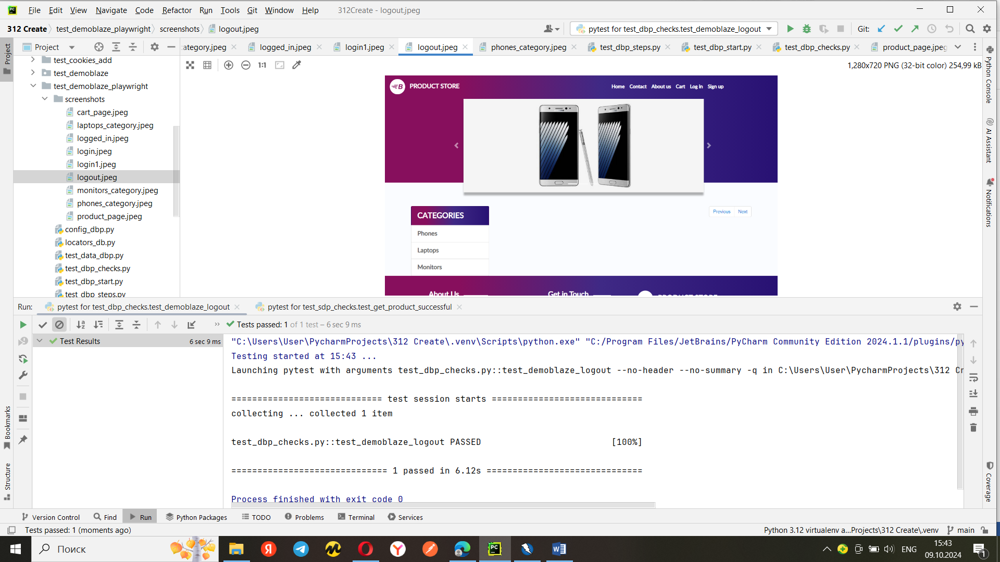 File Edit View Navigate Code Refactor Run Tools Git Window Help 312Create - logout.jpeg
312 Create test_demoblaze_playwright screenshots logout.jpeg pytest for test_dbp_checks.test_demoblaze_logout Git:
Project category.jpeg logged_in.jpeg login1.jpeg logout.jpeg phones_category.jpeg test_dbp_steps.py test_dbp_start.py test_dbp_checks.py product_page.jpeg
Project
test_cookies_add
test_demoblaze
test_demoblaze_playwright
screenshots
cart_page.jpeg
laptops_category.jpeg
logged_in.jpeg
login.jpeg
login1.jpeg
logout.jpeg
monitors_category.jpeg
phones_category.jpeg
product_page.jpeg
config_dbp.py
locators_db.py
test_data_dbp.py
test_dbp_checks.py
test_dbp_start.py
test_dbp_steps.py
1:1
1,280x720 PNG (32-bit color) 254,99 kB
B PRODUCT STORE Home Contact About us Cart Log in Sign up
Previous Next
CATEGORIES
Phones
Laptops
Monitors
About Us Get in Touch PRODUCT STORE
Python Console
AI Assistant
Notifications
Coverage
Run: pytest for test_dbp_checks.test_demoblaze_logout pytest for test_sdp_checks.test_get_product_successful
Tests passed: 1 of 1 test – 6 sec 9 ms
Test Results 6 sec 9 ms
"C:\Users\User\PycharmProjects\312 Create\.venv\Scripts\python.exe" "C:/Program Files/JetBrains/PyCharm Community Edition 2024.1.1/plugins/py
Testing started at 15:43 ...
Launching pytest with arguments test_dbp_checks.py::test_demoblaze_logout --no-header --no-summary -q in C:\Users\User\PycharmProjects\312 Cr
============================= test session starts =============================
collecting ... collected 1 item
test_dbp_checks.py::test_demoblaze_logout PASSED [100%]
============================== 1 passed in 6.12s ==============================
Process finished with exit code 0
Bookmarks
Structure
Version Control Find Run Python Packages TODO Problems Terminal Services
Tests passed: 1 (moments ago) Python 3.12 virtualenv a...Projects\312 Create\.venv main
Поиск Я Y PC W ENG 15:43
09.10.2024 1